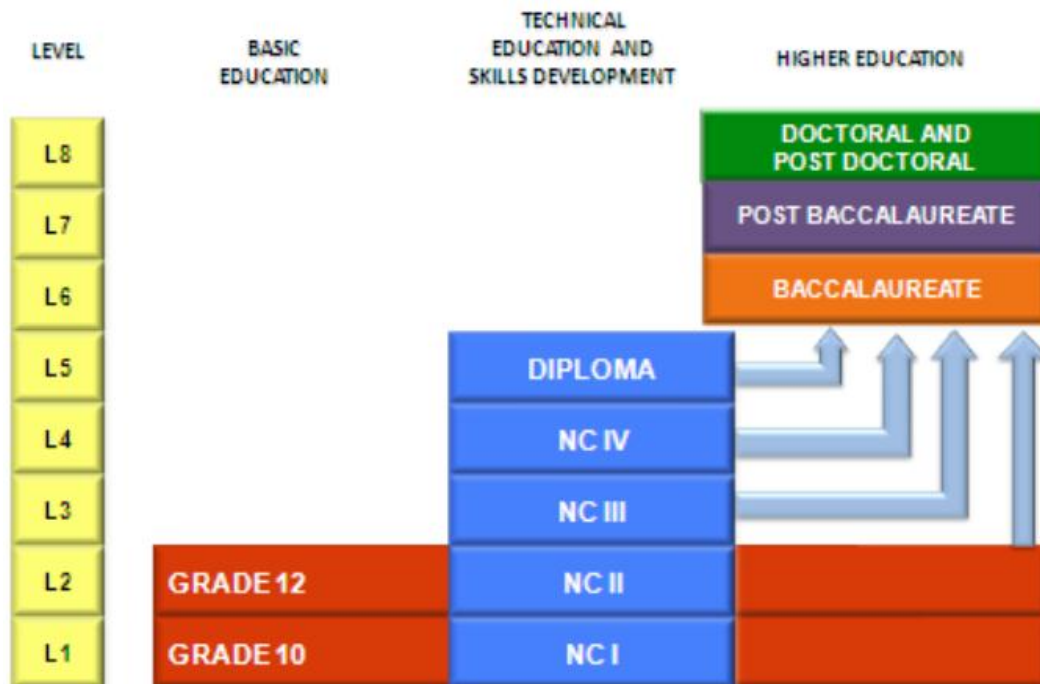 LEVEL
BASIC
EDUCATION
TECHNICAL
EDUCATION AND
SKILLS DEVELOPMENT
HIGHER EDUCATION
L8
DOCTORAL AND
POST DOCTORAL
L7
POST BACCALAUREATE
L6
BACCALAUREATE
L5
DIPLOMA
L4
NC IV
L3
NC III
L2
GRADE 12
NC II
L1
GRADE 10
NC I